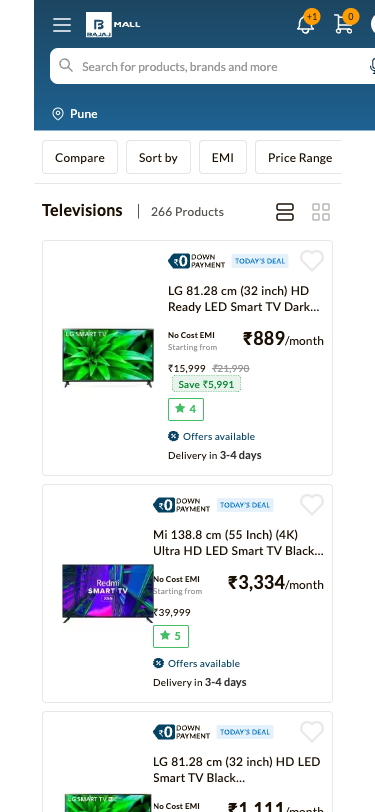 BAJAJ
MALL
+1
0
Search for products, brands and more
Pune
Compare
Sort by
EMI
Price Range
Televisions
266 Products
₹0 DOWN PAYMENT
TODAY'S DEAL
LG 81.28 cm (32 inch) HD
Ready LED Smart TV Dark...
LG SMART TV
No Cost EMI
Starting from
₹889/month
₹15,999 ₹21,990
Save ₹5,991
4
Offers available
Delivery in 3-4 days
₹0 DOWN PAYMENT
TODAY'S DEAL
Mi 138.8 cm (55 Inch) (4K)
Ultra HD LED Smart TV Black...
Redmi
SMART TV
No Cost EMI
Starting from
₹3,334/month
₹39,999
5
Offers available
Delivery in 3-4 days
₹0 DOWN PAYMENT
TODAY'S DEAL
LG 81.28 cm (32 inch) HD LED
Smart TV Black...
LG SMART TV
No Cost EMI
₹1,111/month